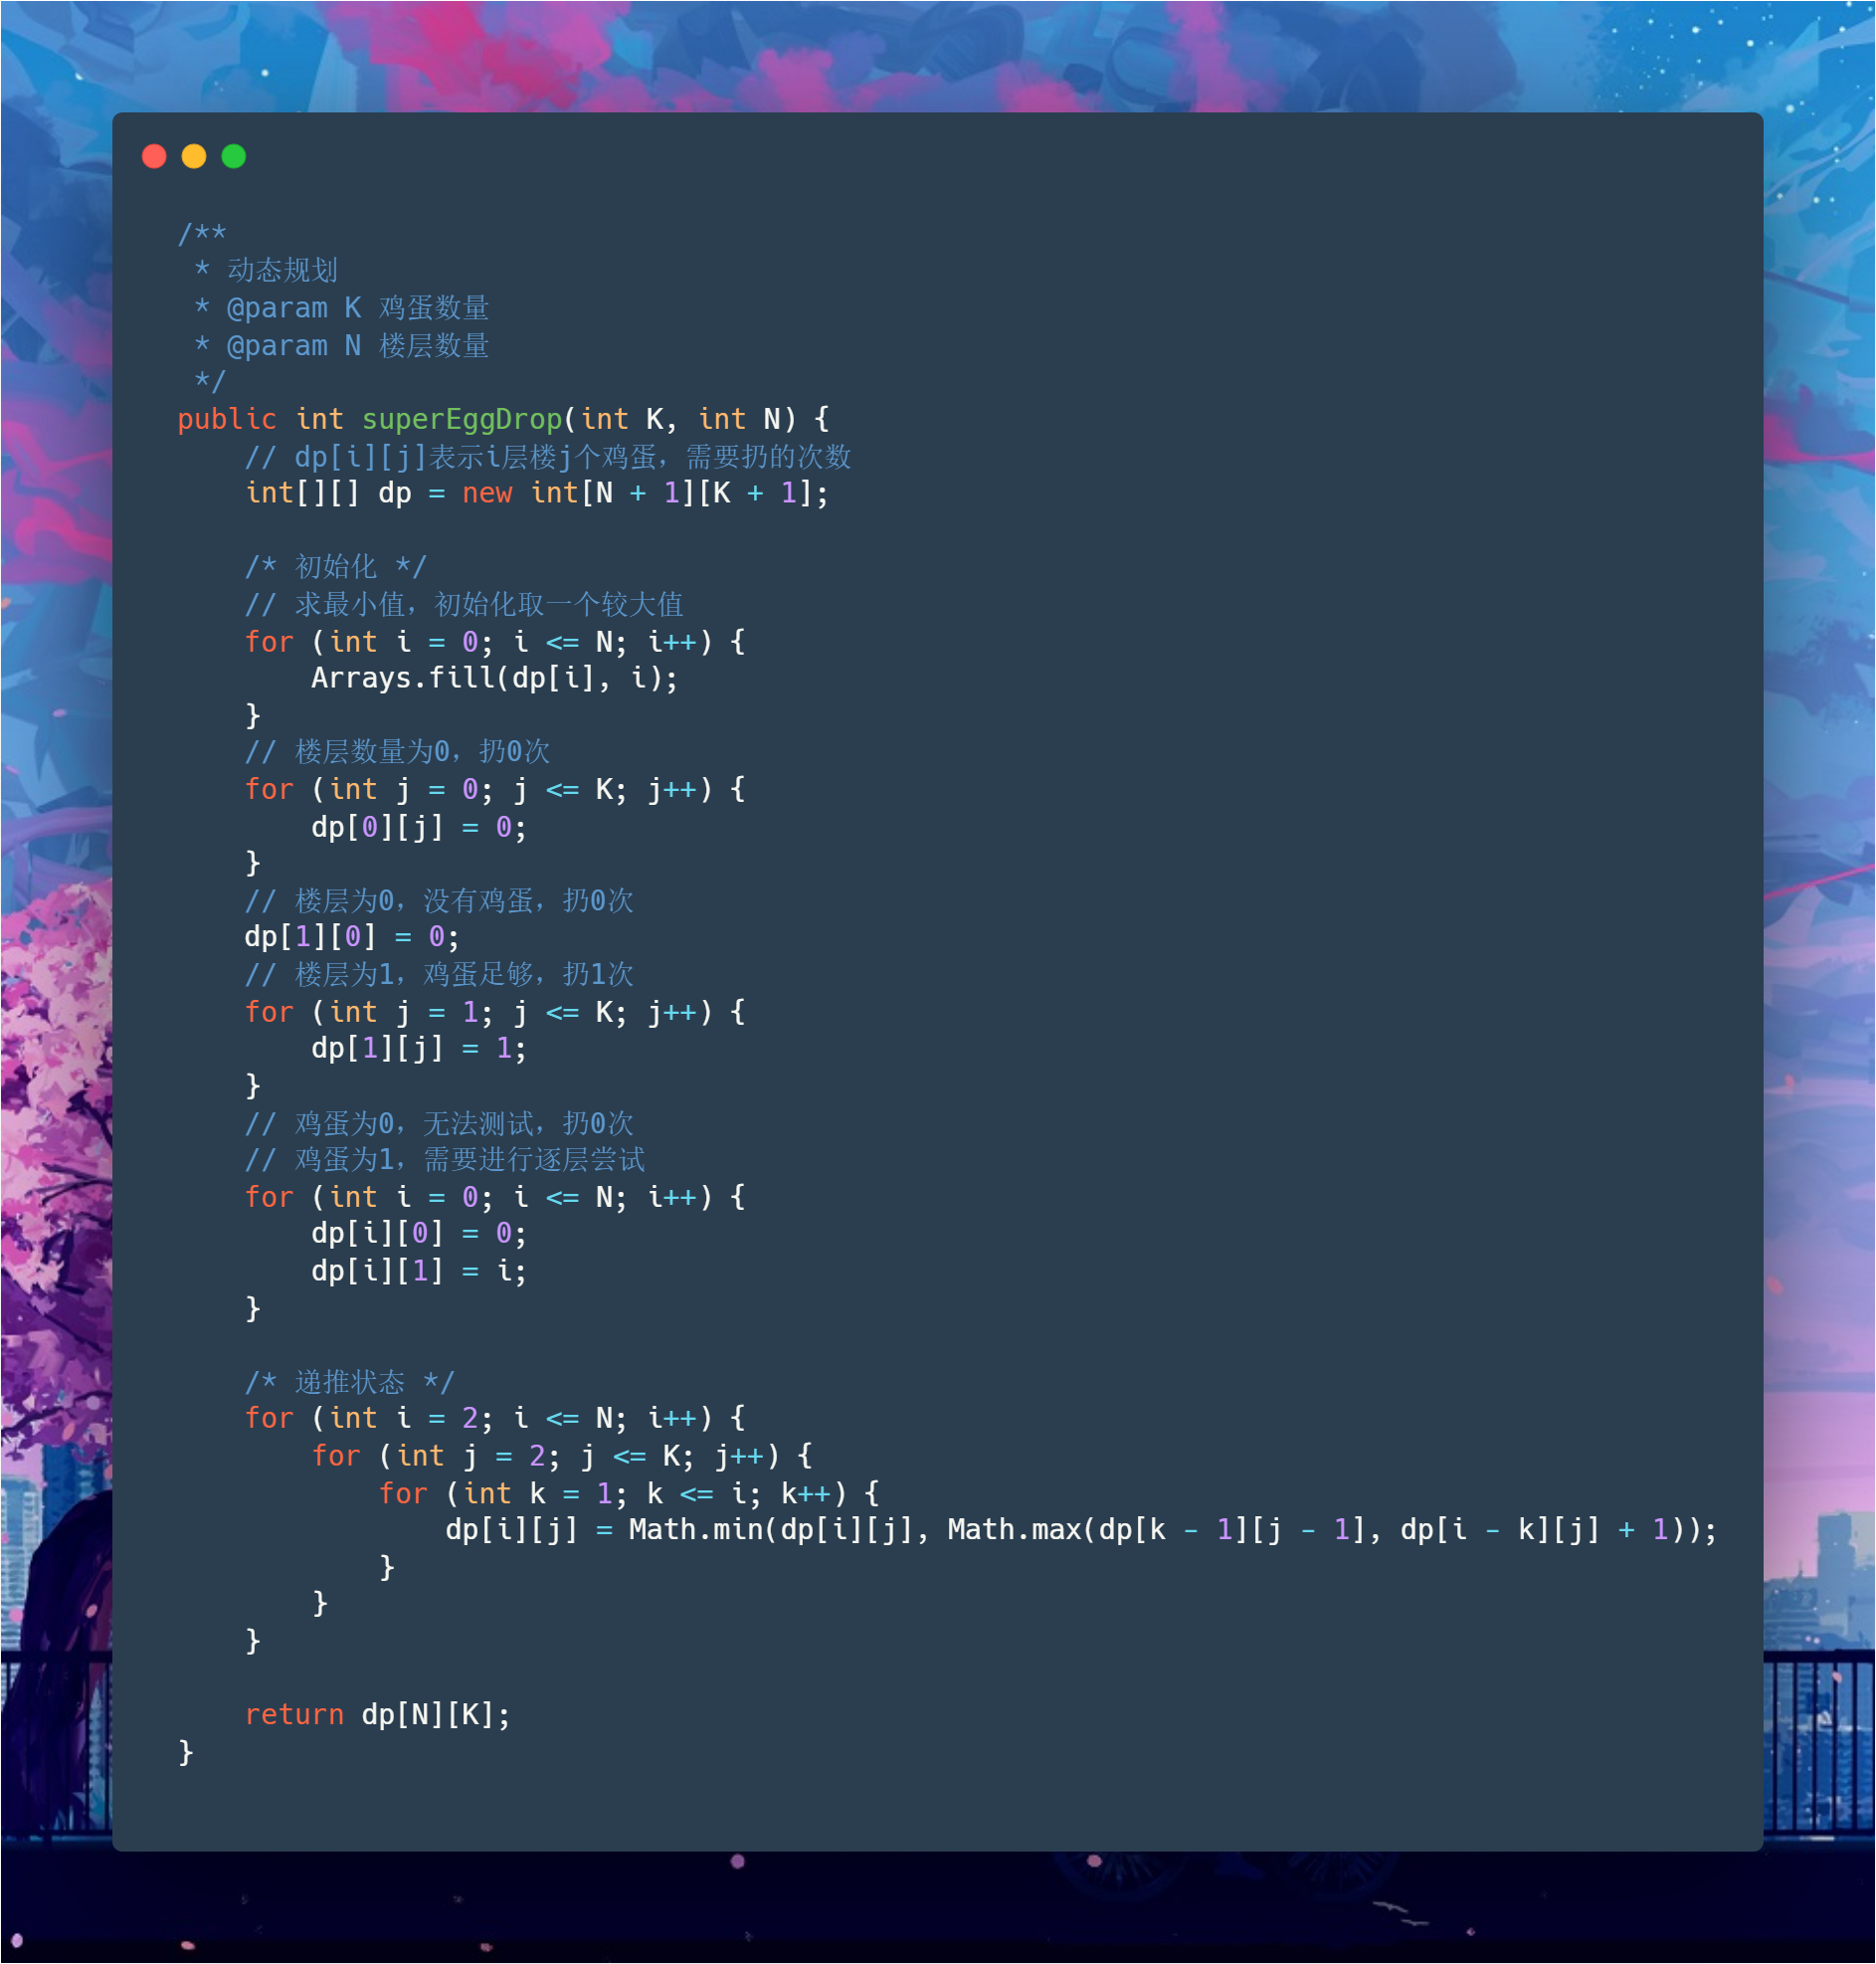 /**
 * 动态规划
 * @param K 鸡蛋数量
 * @param N 楼层数量
 */
public int superEggDrop(int K, int N) {
    // dp[i][j]表示i层楼j个鸡蛋，需要扔的次数
    int[][] dp = new int[N + 1][K + 1];

    /* 初始化 */
    // 求最小值，初始化取一个较大值
    for (int i = 0; i <= N; i++) {
        Arrays.fill(dp[i], i);
    }
    // 楼层数量为0，扔0次
    for (int j = 0; j <= K; j++) {
        dp[0][j] = 0;
    }
    // 楼层为0，没有鸡蛋，扔0次
    dp[1][0] = 0;
    // 楼层为1，鸡蛋足够，扔1次
    for (int j = 1; j <= K; j++) {
        dp[1][j] = 1;
    }
    // 鸡蛋为0，无法测试，扔0次
    // 鸡蛋为1，需要进行逐层尝试
    for (int i = 0; i <= N; i++) {
        dp[i][0] = 0;
        dp[i][1] = i;
    }

    /* 递推状态 */
    for (int i = 2; i <= N; i++) {
        for (int j = 2; j <= K; j++) {
            for (int k = 1; k <= i; k++) {
                dp[i][j] = Math.min(dp[i][j], Math.max(dp[k - 1][j - 1], dp[i - k][j] + 1));
            }
        }
    }

    return dp[N][K];
}